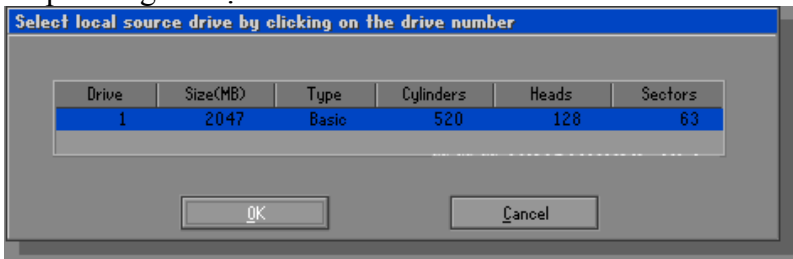 Select local source drive by clicking on the drive number
Drive Size(MB) Type Cylinders Heads Sectors
1 2047 Basic 520 128 63
OK Cancel